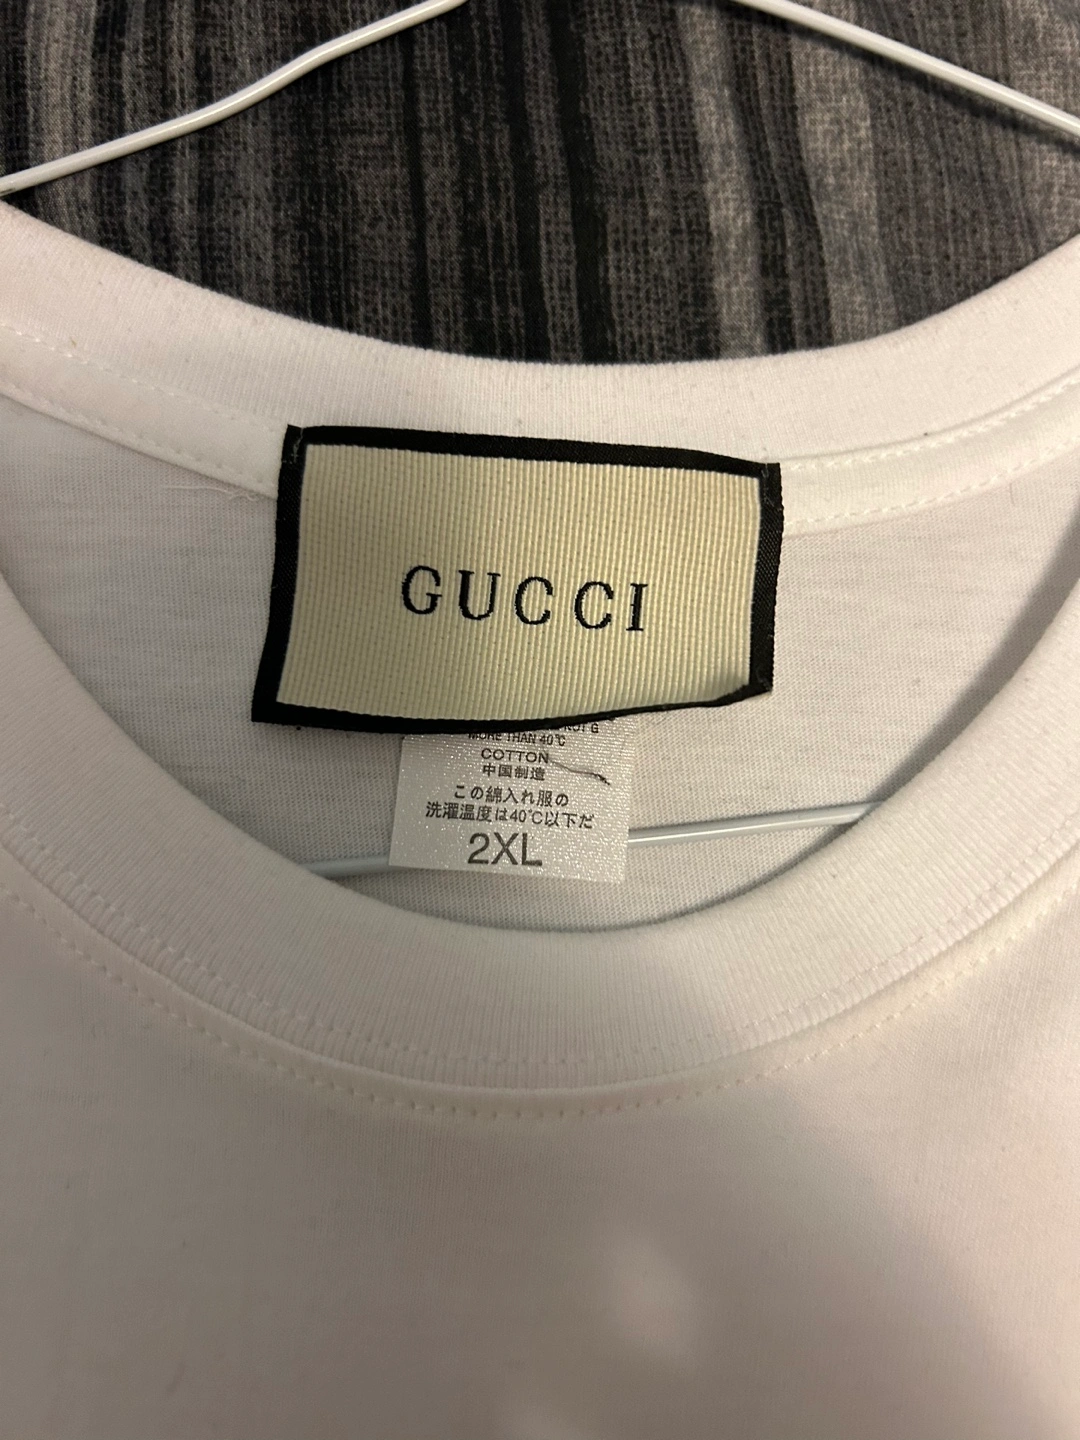 GUCCI
MORE THAN 40℃
COTTON
中国制造
この綿入れ服の
洗濯温度は40℃以下だ
2XL